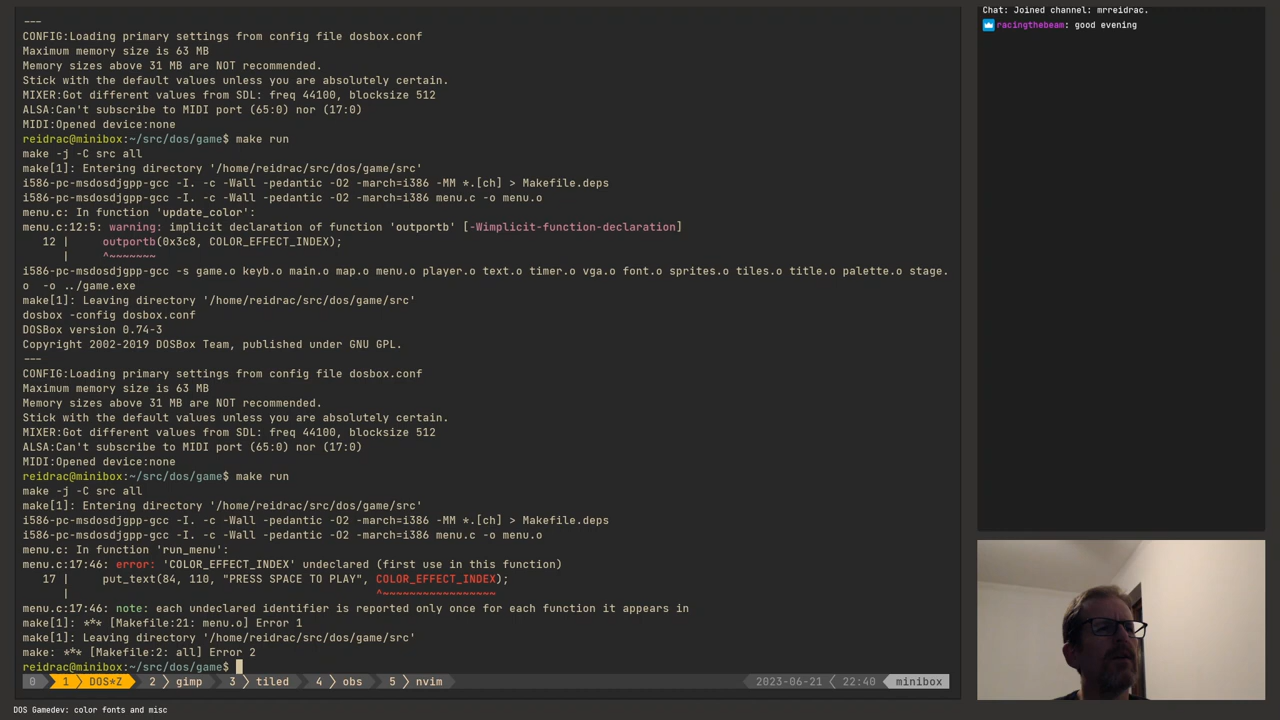 ---
CONFIG:Loading primary settings from config file dosbox.conf
Maximum memory size is 63 MB
Memory sizes above 31 MB are NOT recommended.
Stick with the default values unless you are absolutely certain.
MIXER:Got different values from SDL: freq 44100, blocksize 512
ALSA:Can't subscribe to MIDI port (65:0) nor (17:0)
MIDI:Opened device:none
reidrac@minibox:~/src/dos/game$ make run
make -j -C src all
make[1]: Entering directory '/home/reidrac/src/dos/game/src'
i586-pc-msdosdjgpp-gcc -I. -c -Wall -pedantic -O2 -march=i386 -MM *.[ch] > Makefile.deps
i586-pc-msdosdjgpp-gcc -I. -c -Wall -pedantic -O2 -march=i386 menu.c -o menu.o
menu.c: In function 'update_color':
menu.c:12:5: warning: implicit declaration of function 'outportb' [-Wimplicit-function-declaration]
   12 |     outportb(0x3c8, COLOR_EFFECT_INDEX);
      |     ^~~~~~~~
i586-pc-msdosdjgpp-gcc -s game.o keyb.o main.o map.o menu.o player.o text.o timer.o vga.o font.o sprites.o tiles.o title.o palette.o stage.
o  -o ../game.exe
make[1]: Leaving directory '/home/reidrac/src/dos/game/src'
dosbox -config dosbox.conf
DOSBox version 0.74-3
Copyright 2002-2019 DOSBox Team, published under GNU GPL.
---
CONFIG:Loading primary settings from config file dosbox.conf
Maximum memory size is 63 MB
Memory sizes above 31 MB are NOT recommended.
Stick with the default values unless you are absolutely certain.
MIXER:Got different values from SDL: freq 44100, blocksize 512
ALSA:Can't subscribe to MIDI port (65:0) nor (17:0)
MIDI:Opened device:none
reidrac@minibox:~/src/dos/game$ make run
make -j -C src all
make[1]: Entering directory '/home/reidrac/src/dos/game/src'
i586-pc-msdosdjgpp-gcc -I. -c -Wall -pedantic -O2 -march=i386 -MM *.[ch] > Makefile.deps
i586-pc-msdosdjgpp-gcc -I. -c -Wall -pedantic -O2 -march=i386 menu.c -o menu.o
menu.c: In function 'run_menu':
menu.c:17:46: error: 'COLOR_EFFECT_INDEX' undeclared (first use in this function)
   17 |     put_text(84, 110, "PRESS SPACE TO PLAY", COLOR_EFFECT_INDEX);
      |                                              ^~~~~~~~~~~~~~~~~~
menu.c:17:46: note: each undeclared identifier is reported only once for each function it appears in
make[1]: *** [Makefile:21: menu.o] Error 1
make[1]: Leaving directory '/home/reidrac/src/dos/game/src'
make: *** [Makefile:2: all] Error 2
reidrac@minibox:~/src/dos/game$
0 1 DOS*Z 2 gimp 3 tiled 4 obs 5 nvim 2023-06-21 22:40 minibox
DOS Gamedev: color fonts and misc
Chat: Joined channel: mrreidrac.
racingthebeam: good evening